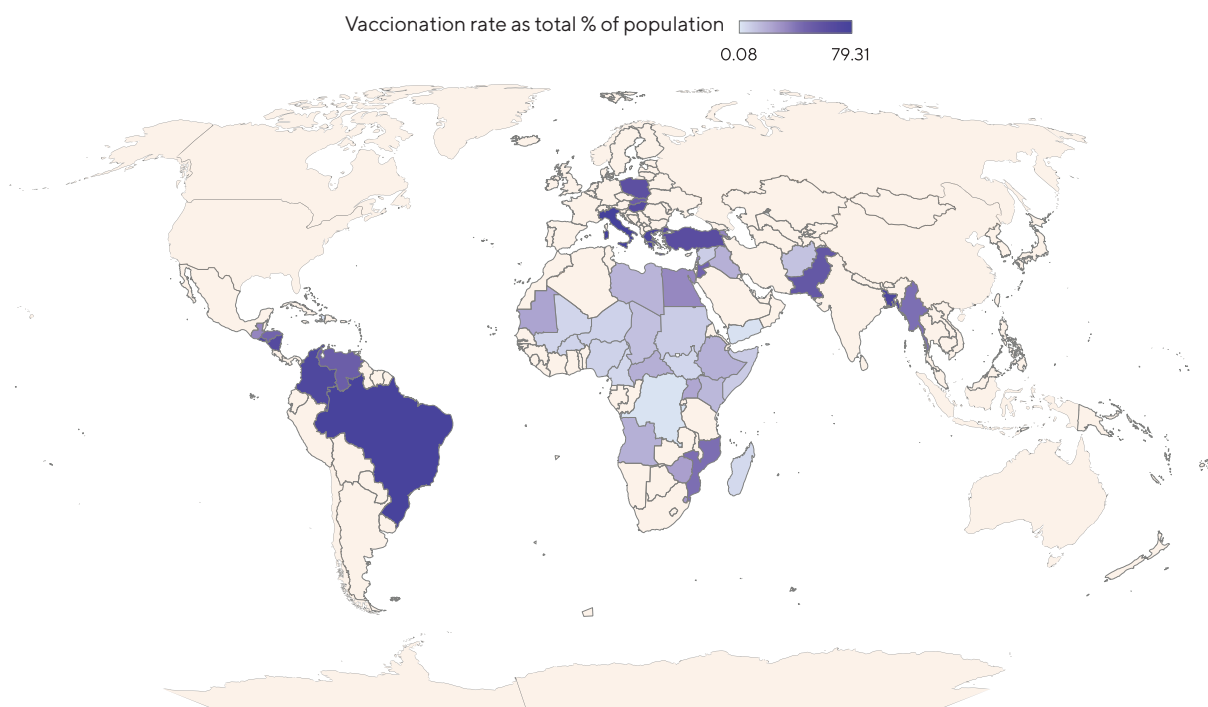 Vaccionation rate as total % of population
0.08 79.31